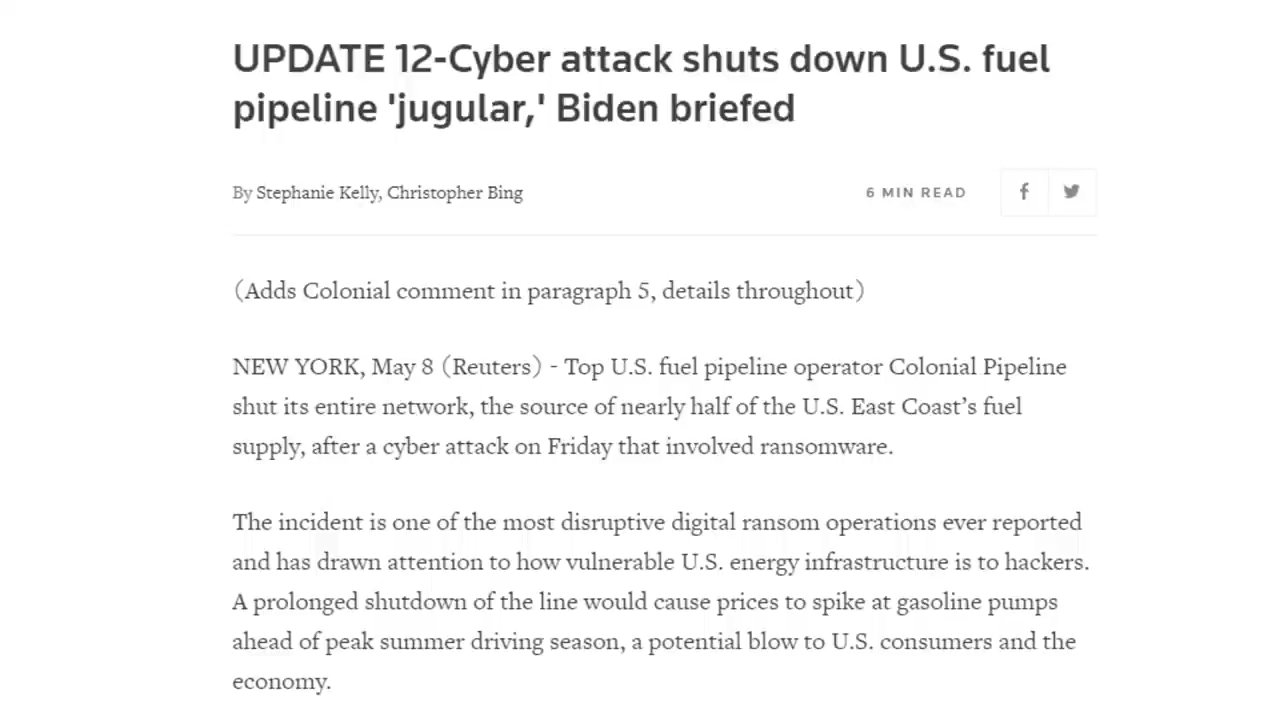 UPDATE 12-Cyber attack shuts down U.S. fuel
pipeline 'jugular,' Biden briefed
By Stephanie Kelly, Christopher Bing
6 MIN READ
(Adds Colonial comment in paragraph 5, details throughout)
NEW YORK, May 8 (Reuters) - Top U.S. fuel pipeline operator Colonial Pipeline
shut its entire network, the source of nearly half of the U.S. East Coast’s fuel
supply, after a cyber attack on Friday that involved ransomware.
The incident is one of the most disruptive digital ransom operations ever reported
and has drawn attention to how vulnerable U.S. energy infrastructure is to hackers.
A prolonged shutdown of the line would cause prices to spike at gasoline pumps
ahead of peak summer driving season, a potential blow to U.S. consumers and the
economy.